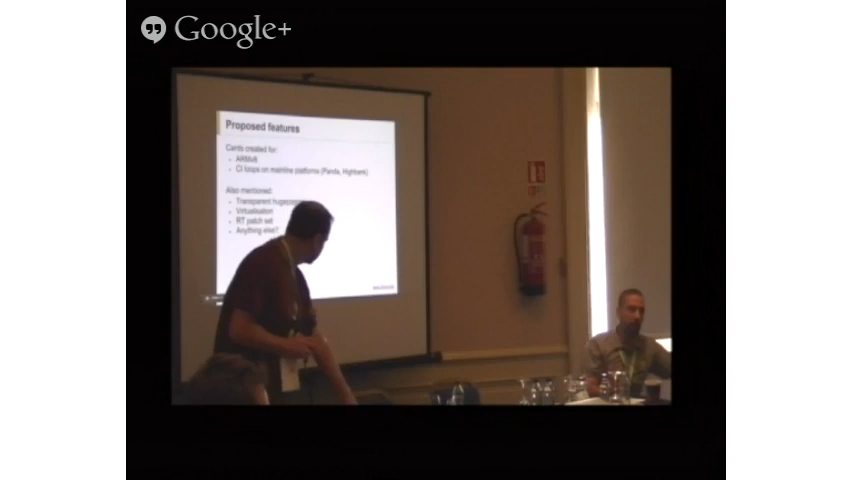 Google+
Proposed features
Cards created for:
ARMv8
CI loops on mainline platforms (Panda, Highbank)
Also mentioned:
Transparent
Virtualisation
RT patch set
Anything else?